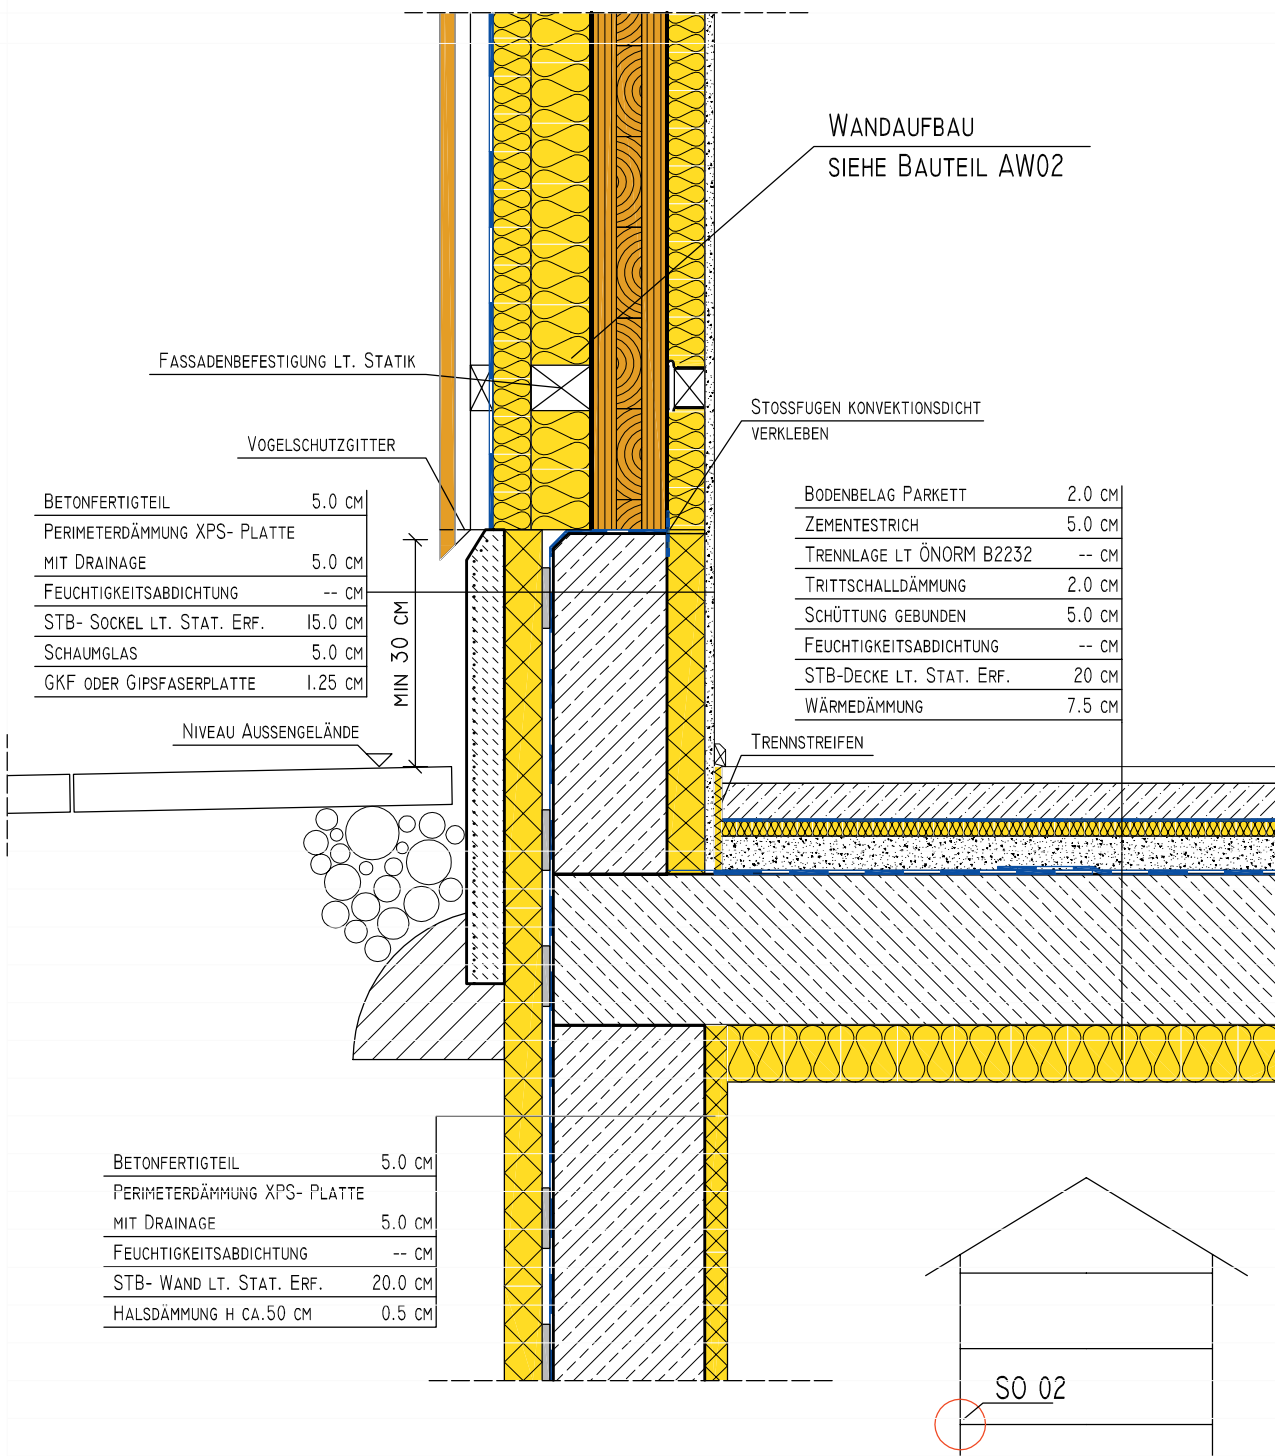 WANDAUFBAU
SIEHE BAUTEIL AW02
FASSADENBEFESTIGUNG LT. STATIK
STOSSFUGEN KONVEKTIONSDICHT
VERKLEBEN
VOGELSCHUTZGITTER
BETONFERTIGTEIL 5.0 CM
PERIMETERDÄMMUNG XPS- PLATTE
MIT DRAINAGE 5.0 CM
FEUCHTIGKEITSABDICHTUNG -- CM
STB- SOCKEL LT. STAT. ERF. 15.0 CM
SCHAUMGLAS 5.0 CM
GKF ODER GIPSFASERPLATTE 1.25 CM
MIN 30 CM
BODENBELAG PARKETT 2.0 CM
ZEMENTESTRICH 5.0 CM
TRENNLAGE LT ÖNORM B2232 -- CM
TRITTSCHALLDÄMMUNG 2.0 CM
SCHÜTTUNG GEBUNDEN 5.0 CM
FEUCHTIGKEITSABDICHTUNG -- CM
STB-DECKE LT. STAT. ERF. 20 CM
WÄRMEDÄMMUNG 7.5 CM
NIVEAU AUSSENGELÄNDE
TRENNSTREIFEN
BETONFERTIGTEIL 5.0 CM
PERIMETERDÄMMUNG XPS- PLATTE
MIT DRAINAGE 5.0 CM
FEUCHTIGKEITSABDICHTUNG -- CM
STB- WAND LT. STAT. ERF. 20.0 CM
HALSDÄMMUNG H CA.50 CM 0.5 CM
SO 02